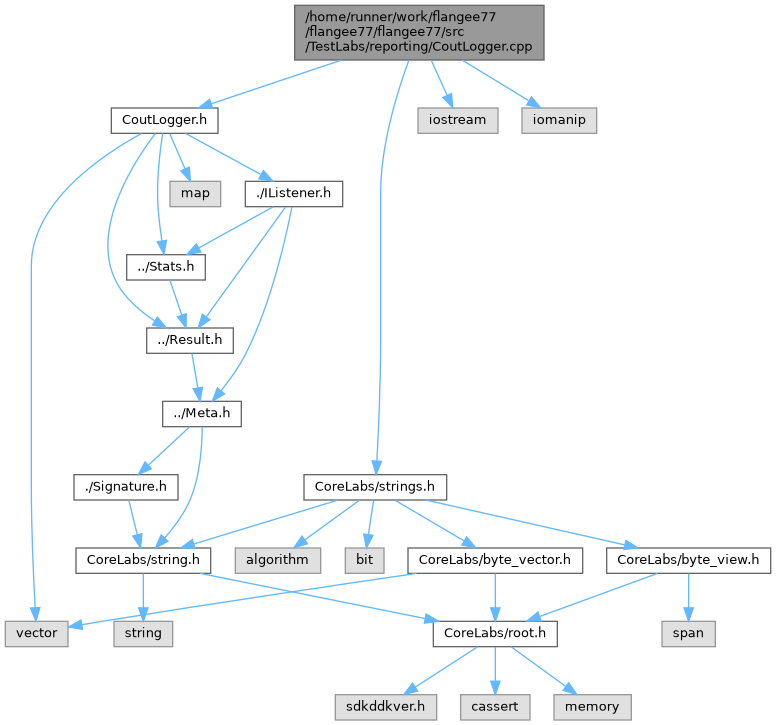 /home/runner/work/flangee77
/flangee77/flangee77/src
/TestLabs/reporting/CoutLogger.cpp
CoutLogger.h
iostream
iomanip
map
./IListener.h
../Stats.h
../Result.h
../Meta.h
./Signature.h
CoreLabs/strings.h
CoreLabs/string.h
algorithm
bit
CoreLabs/byte_vector.h
CoreLabs/byte_view.h
vector
string
CoreLabs/root.h
span
sdkddkver.h
cassert
memory